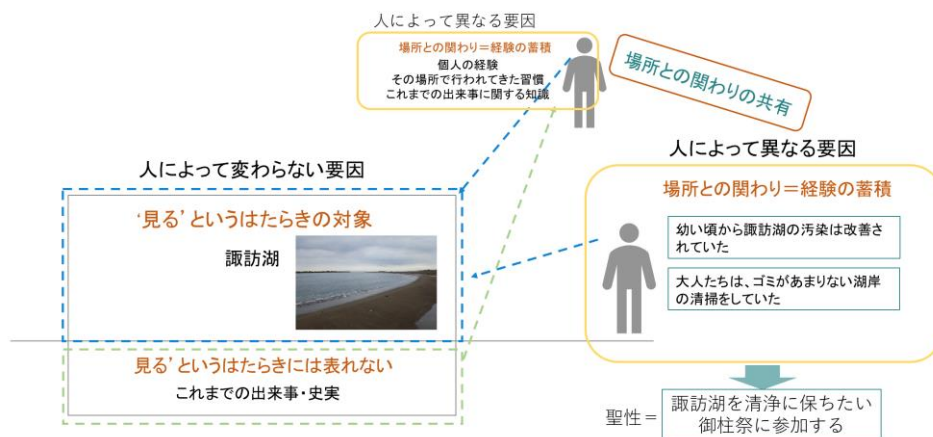 人によって異なる要因
場所との関わり＝経験の蓄積
個人の経験
その場所で行われてきた習慣
これまでの出来事に関する知識
場所との関わりの共有
人によって変わらない要因
‘見る’というはたらきの対象
諏訪湖
見る’というはたらきには表れない
これまでの出来事・史実
人によって異なる要因
場所との関わり＝経験の蓄積
幼い頃から諏訪湖の汚染は改善さ
れていた
大人たちは、ゴミがあまりない湖岸
の清掃をしていた
聖性＝
諏訪湖を清浄に保ちたい
御柱祭に参加する